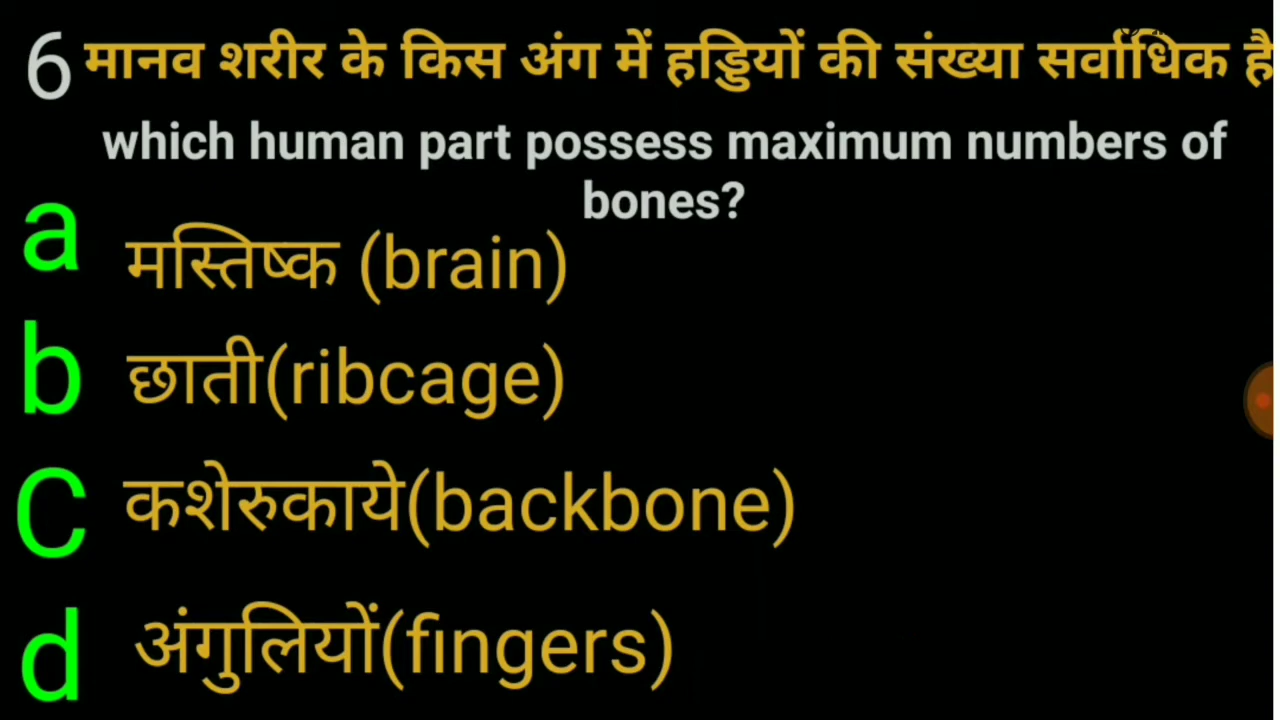 6 मानव शरीर के किस अंग में हड्डियों की संख्या सर्वाधिक है
which human part possess maximum numbers of
bones?
a मस्तिष्क (brain)
b छाती(ribcage)
C कशेरुकाये(backbone)
d अंगुलियों(fingers)